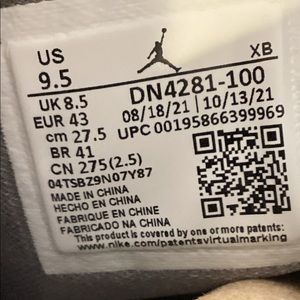 US
9.5
XB
UK 8.5
EUR 43
cm 27.5
BR 41
CN 275(2.5)
04TSBZ9N07Y87
DN4281-100
08/18/21 | 10/13/21
UPC 00195866399969
MADE IN CHINA
HECHO EN CHINA
FABRIQUE EN CHINE
FABRICADO NA CHINA
This product is covered by one or more patents:
www.nike.com/patentsvirtualmarking